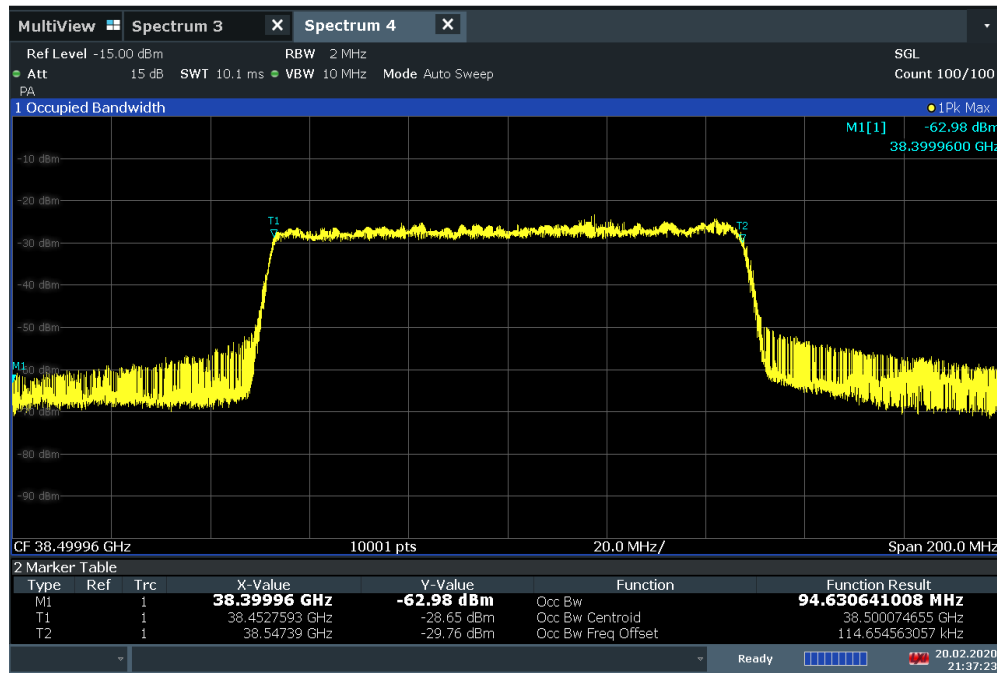 MultiView Spectrum 3 X Spectrum 4 X
Ref Level -15.00 dBm RBW 2 MHz SGL
Att 15 dB SWT 10.1 ms VBW 10 MHz Mode Auto Sweep Count 100/100
PA
1 Occupied Bandwidth 1Pk Max
M1[1] -62.98 dBm
38.3999600 GHz
-10 dBm
-20 dBm
T1
T2
-30 dBm
-40 dBm
-50 dBm
M1
-60 dBm
-70 dBm
-80 dBm
-90 dBm
CF 38.49996 GHz 10001 pts 20.0 MHz/ Span 200.0 MHz
2 Marker Table
Type Ref Trc X-Value Y-Value Function Function Result
M1 1 38.39996 GHz -62.98 dBm Occ Bw 94.630641008 MHz
T1 1 38.4527593 GHz -28.65 dBm Occ Bw Centroid 38.500074655 GHz
T2 1 38.54739 GHz -29.76 dBm Occ Bw Freq Offset 114.654563057 kHz
Ready 20.02.2020
21:37:23